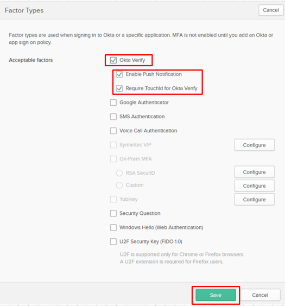 Factor Types
Cancel
Factor types are used when signing in to Okta or a specific application. MFA is not enabled until you add an Okta or
app sign on policy.
Acceptable factors
Okta Verify
Enable Push Notification
Require TouchId for Okta Verify
Google Authenticator
SMS Authentication
Voice Call Authentication
Symantec VIP
Configure
On-Prem MFA
RSA SecurID
Configure
Custom
Configure
YubiKey
Configure
Security Question
Windows Hello (Web Authentication)
U2F Security Key (FIDO 1.0)
U2F is supported only for Chrome or Firefox browsers.
A U2F extension is required for Firefox users.
Save
Cancel